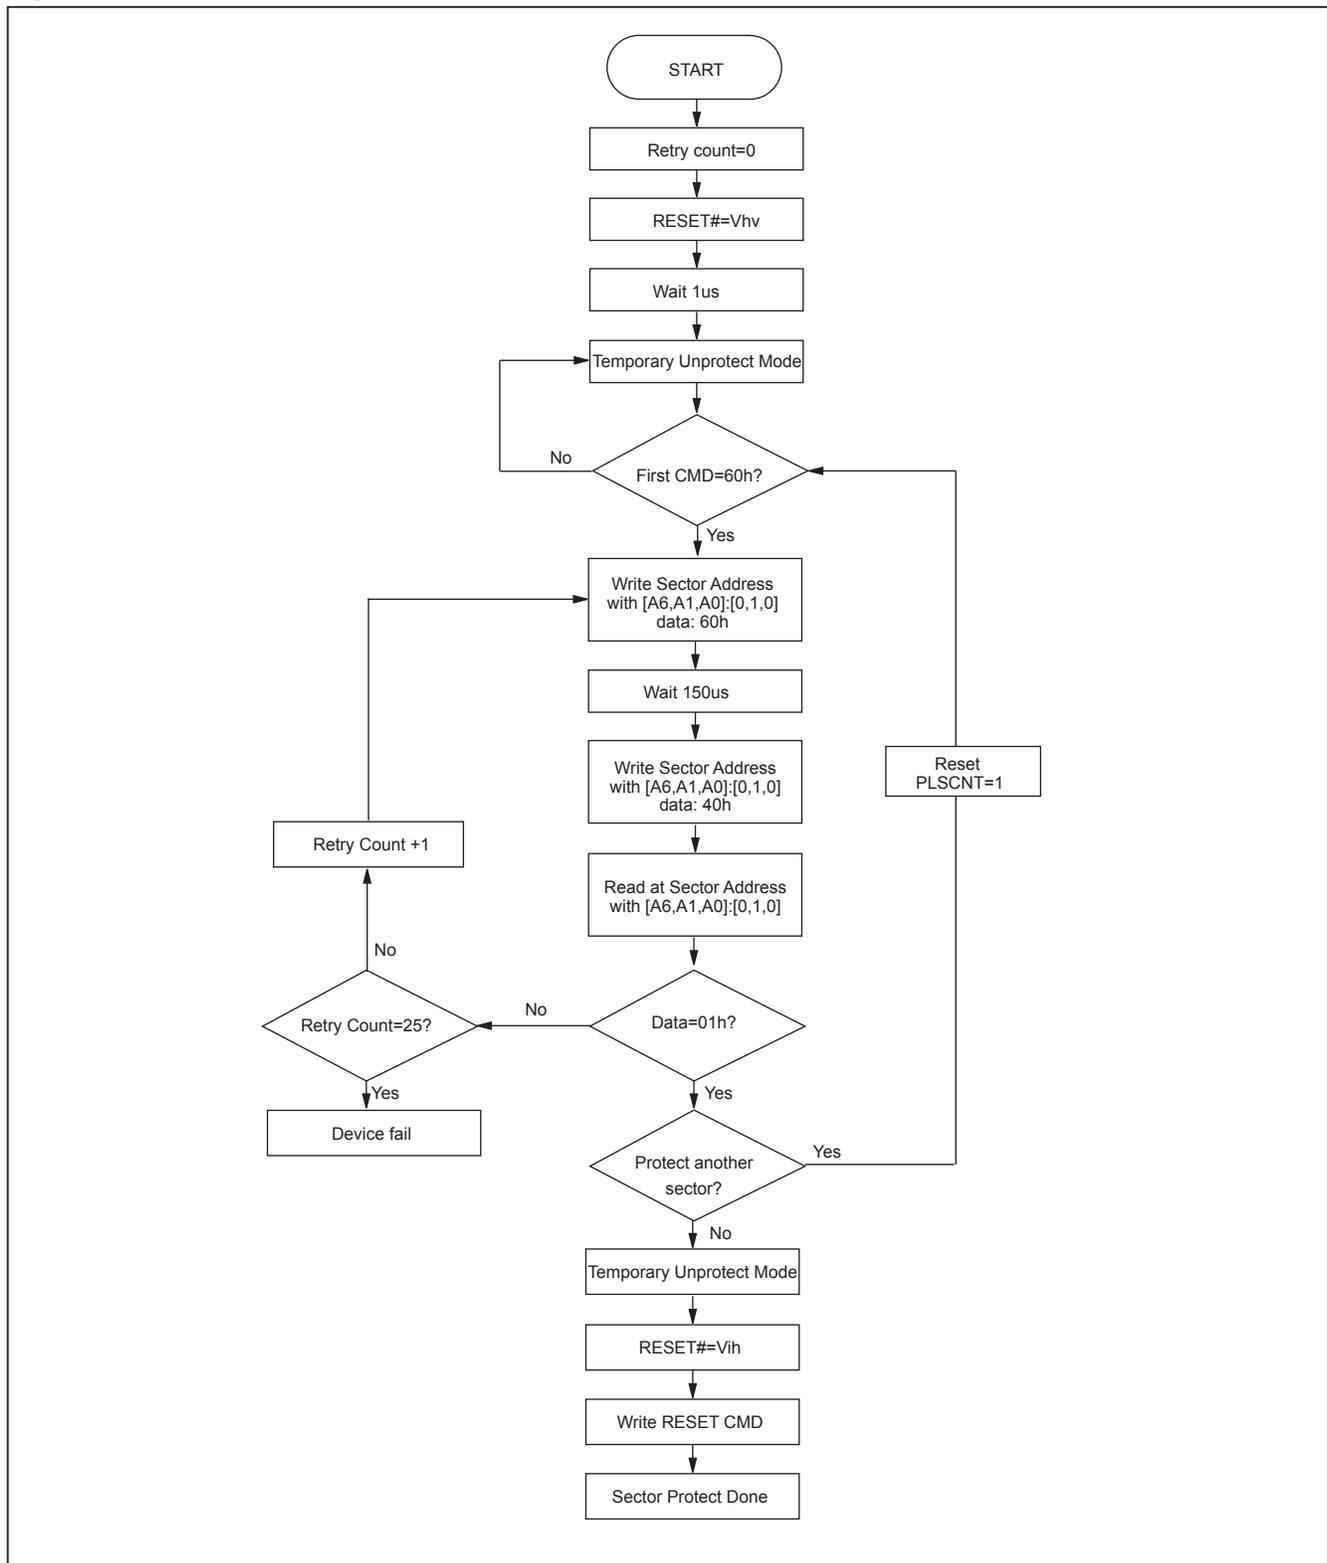 START
Retry count=0
RESET#=Vhv
Wait 1us
Temporary Unprotect Mode
No
First CMD=60h?
Yes
Write Sector Address
with [A6,A1,A0]:[0,1,0]
data: 60h
Wait 150us
Write Sector Address
with [A6,A1,A0]:[0,1,0]
data: 40h
Reset
PLSCNT=1
Retry Count +1
Read at Sector Address
with [A6,A1,A0]:[0,1,0]
No
Retry Count=25?
No
Data=01h?
Yes
Device fail
Yes
Protect another
sector?
Yes
No
Temporary Unprotect Mode
RESET#=Vih
Write RESET CMD
Sector Protect Done